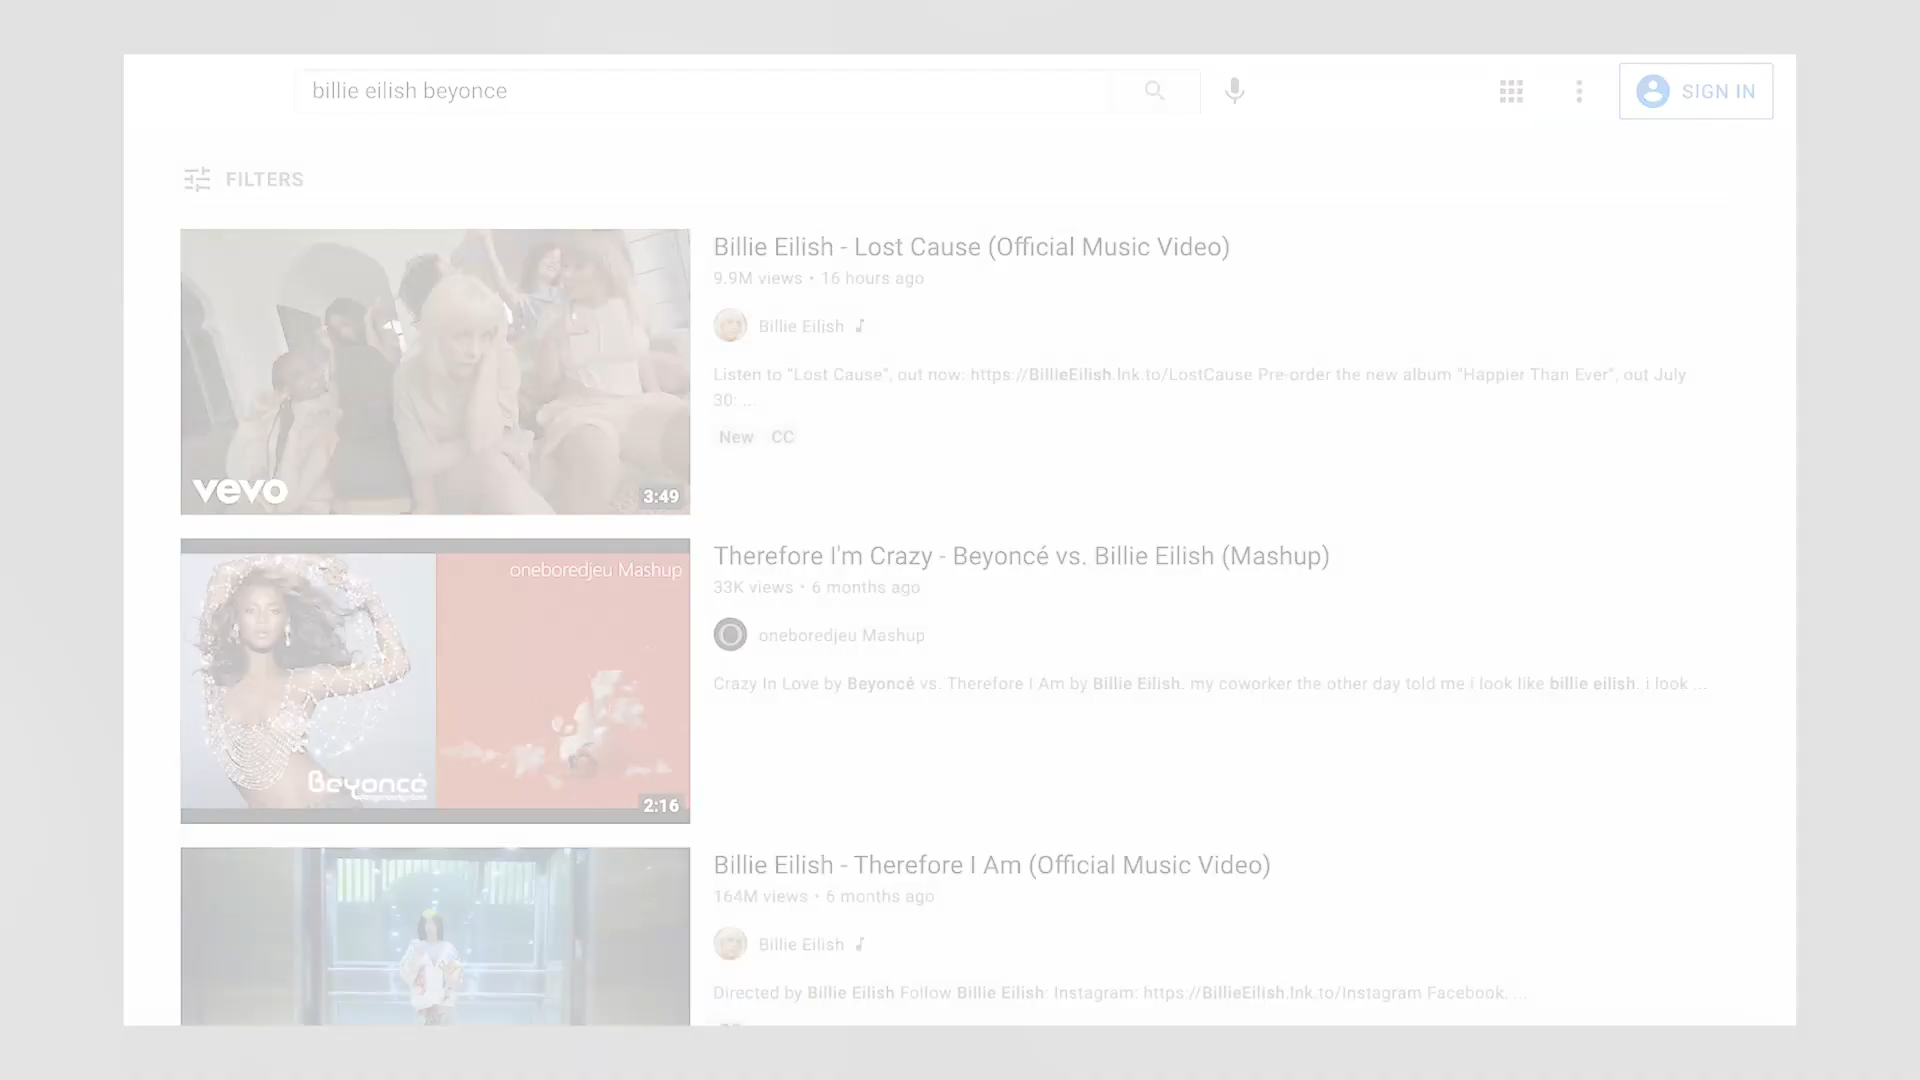 billie eilish beyonce
SIGN IN
FILTERS
Billie Eilish - Lost Cause (Official Music Video)
9.9M views • 16 hours ago
Billie Eilish
Listen to "Lost Cause", out now: https://BillieEilish.lnk.to/LostCause Pre-order the new album "Happier Than Ever", out July
30: ...
New CC
vevo
3:49
Therefore I'm Crazy - Beyoncé vs. Billie Eilish (Mashup)
33K views • 6 months ago
oneboredjeu Mashup
Crazy In Love by Beyoncé vs. Therefore I Am by Billie Eilish. my coworker the other day told me i look like billie eilish. i look ...
oneboredjeu Mashup
Beyoncé
2:16
Billie Eilish - Therefore I Am (Official Music Video)
164M views • 6 months ago
Billie Eilish
Directed by Billie Eilish Follow Billie Eilish: Instagram: https://BillieEilish.lnk.to/Instagram Facebook: ...